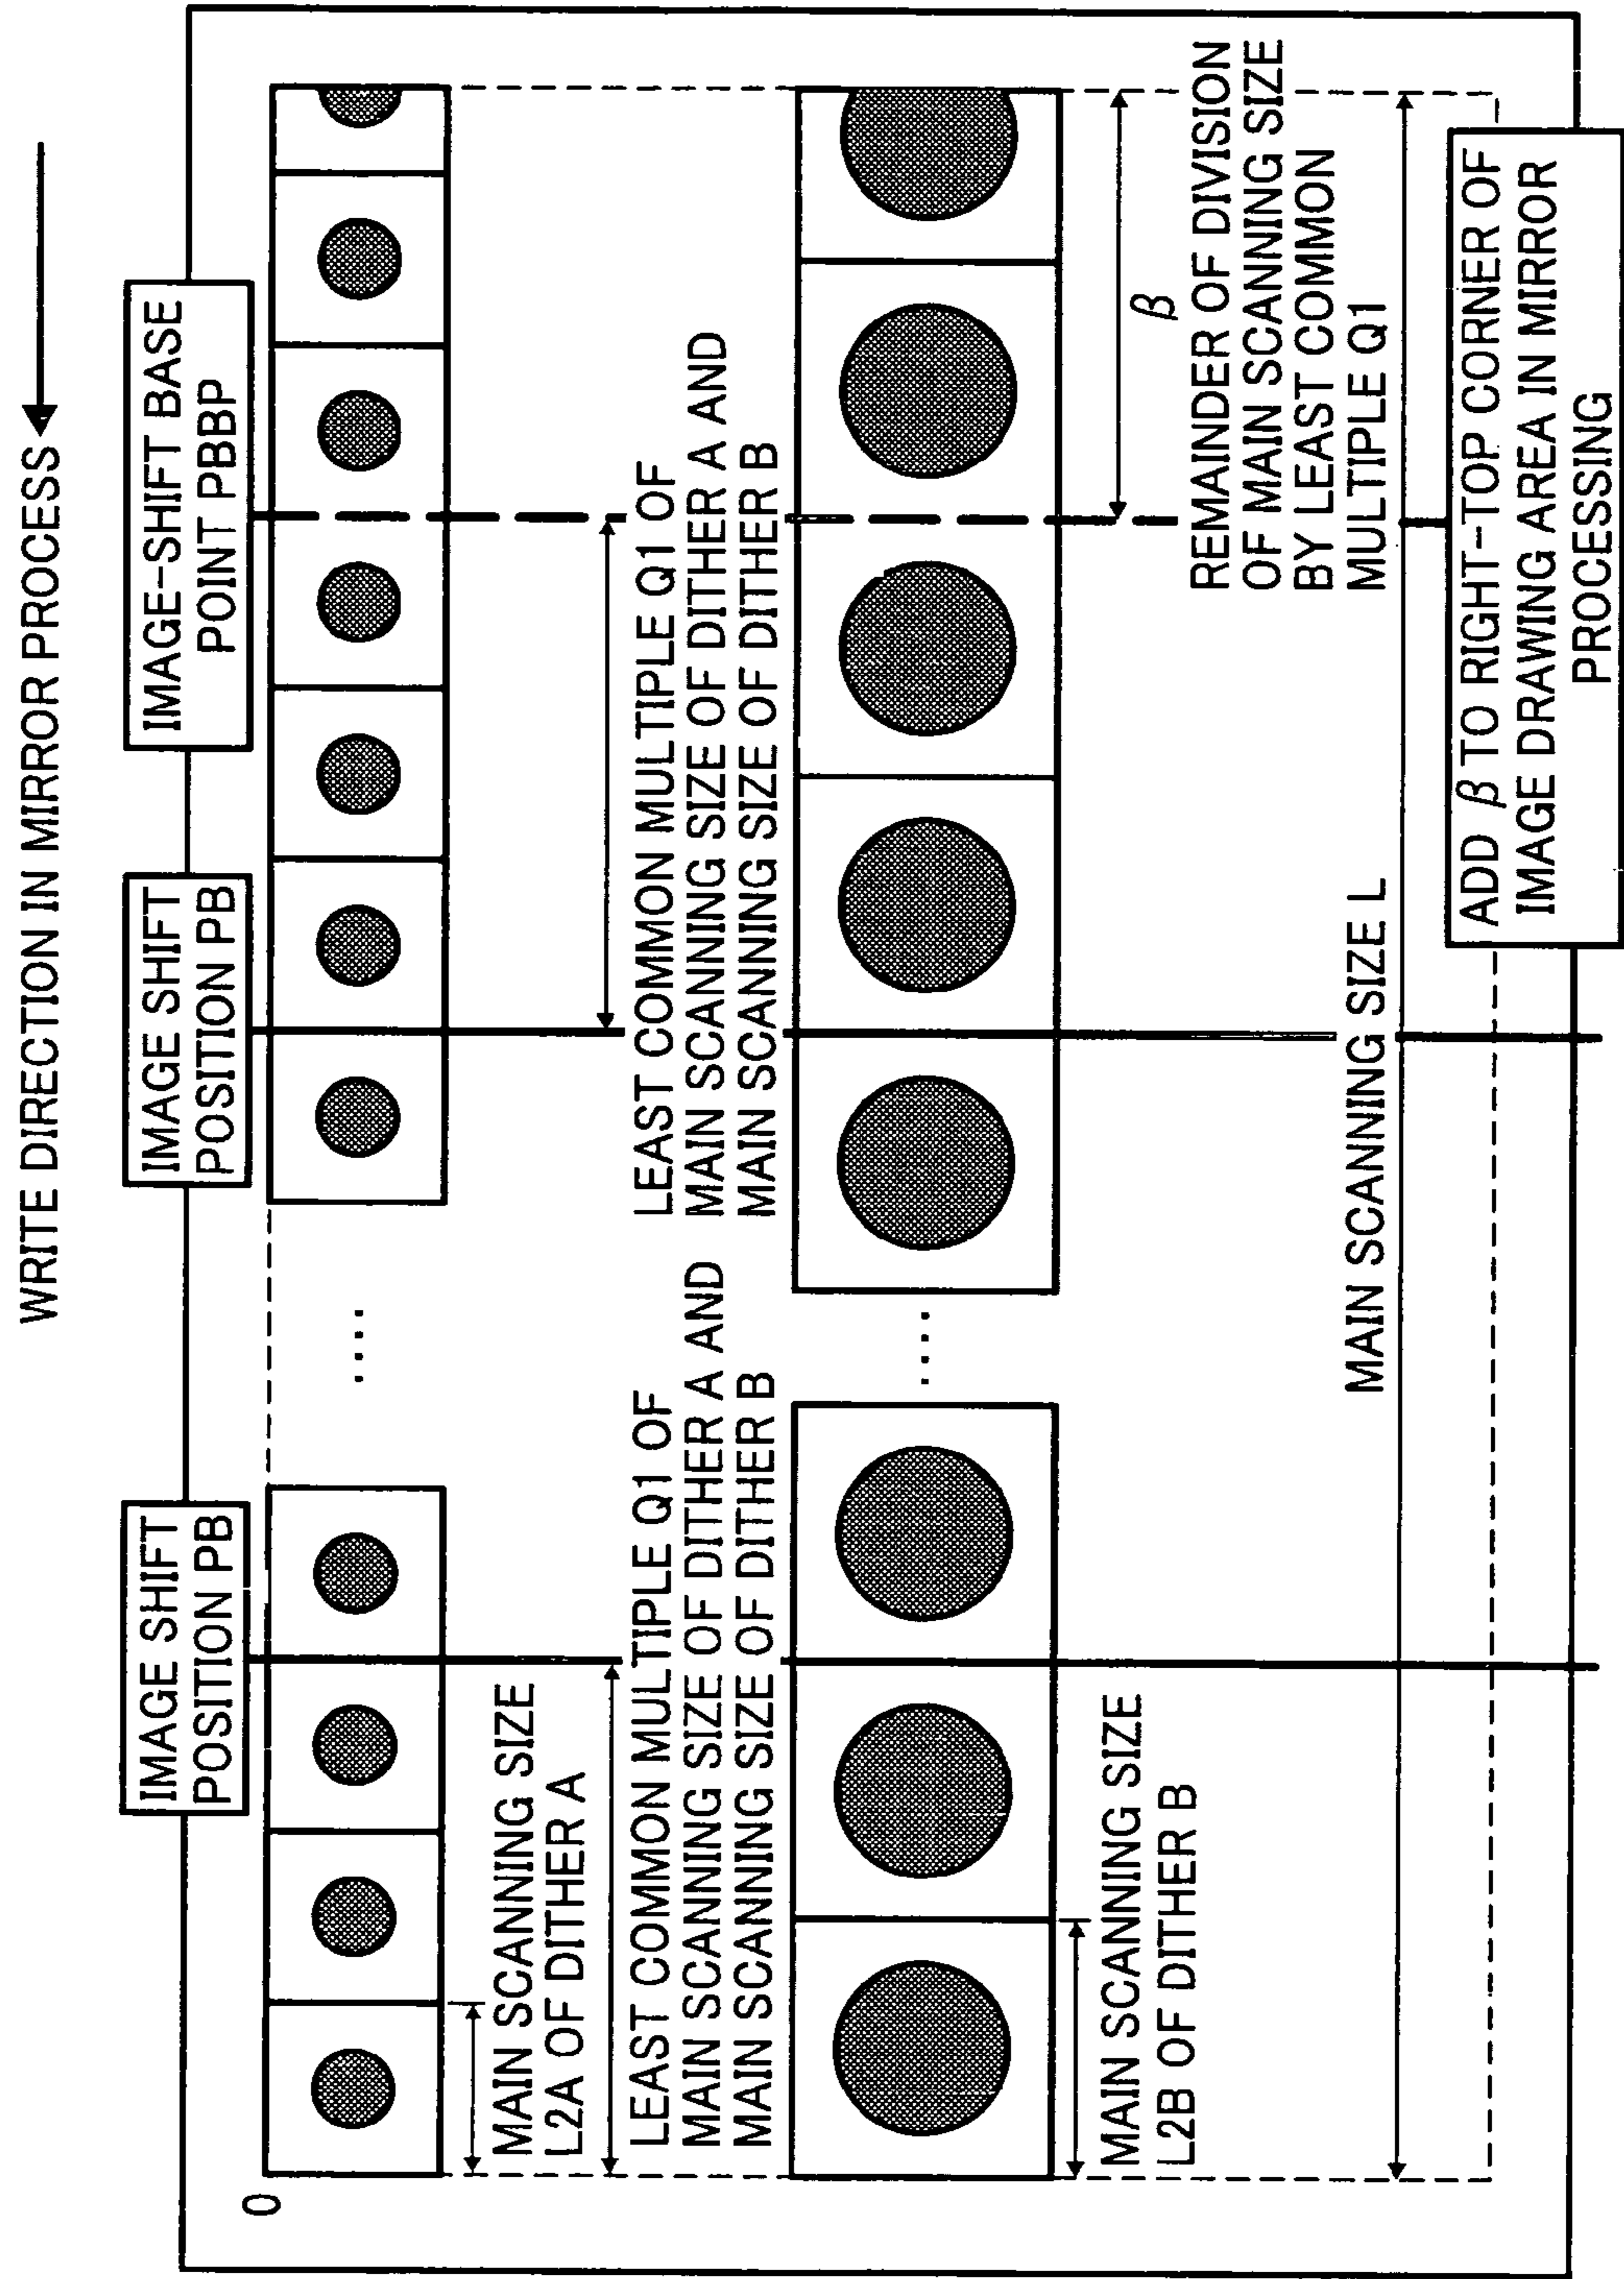 WRITE DIRECTION IN MIRROR PROCESS
IMAGE SHIFT
POSITION PB
IMAGE SHIFT
POSITION PB
IMAGE-SHIFT BASE
POINT PBBP
0
....
MAIN SCANNING SIZE
L2A OF DITHER A
LEAST COMMON MULTIPLE Q1 OF
MAIN SCANNING SIZE OF DITHER A AND
MAIN SCANNING SIZE OF DITHER B
LEAST COMMON MULTIPLE Q1 OF
MAIN SCANNING SIZE OF DITHER A AND
MAIN SCANNING SIZE OF DITHER B
.....
MAIN SCANNING SIZE
L2B OF DITHER B
β
REMAINDER OF DIVISION
OF MAIN SCANNING SIZE
BY LEAST COMMON
MULTIPLE Q1
MAIN SCANNING SIZE L
ADD β TO RIGHT-TOP CORNER OF
IMAGE DRAWING AREA IN MIRROR
PROCESSING